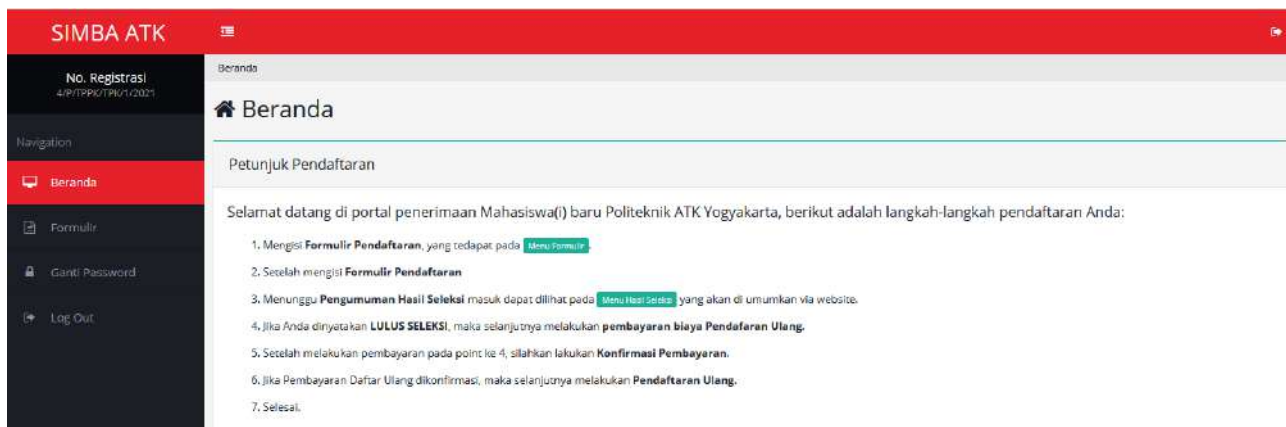 SIMBA ATK
No. Registrasi
4/P/TPPK/TPK/1/2021
Navigation
Beranda
Formulir
Ganti Password
Log Out
Beranda
Beranda
Petunjuk Pendaftaran
Selamat datang di portal penerimaan Mahasiswa(i) baru Politeknik ATK Yogyakarta, berikut adalah langkah-langkah pendaftaran Anda:
1. Mengisi Formulir Pendaftaran, yang tedapat pada Menu Formulir.
2. Setelah mengisi Formulir Pendaftaran
3. Menunggu Pengumuman Hasil Seleksi masuk dapat dilihat pada Menu Hasil Seleksi yang akan di umumkan via website.
4. Jika Anda dinyatakan LULUS SELEKSI, maka selanjutnya melakukan pembayaran biaya Pendafaran Ulang.
5. Setelah melakukan pembayaran pada point ke 4, silahkan lakukan Konfirmasi Pembayaran.
6. Jika Pembayaran Daftar Ulang dikonfirmasi, maka selanjutnya melakukan Pendaftaran Ulang.
7. Selesai.